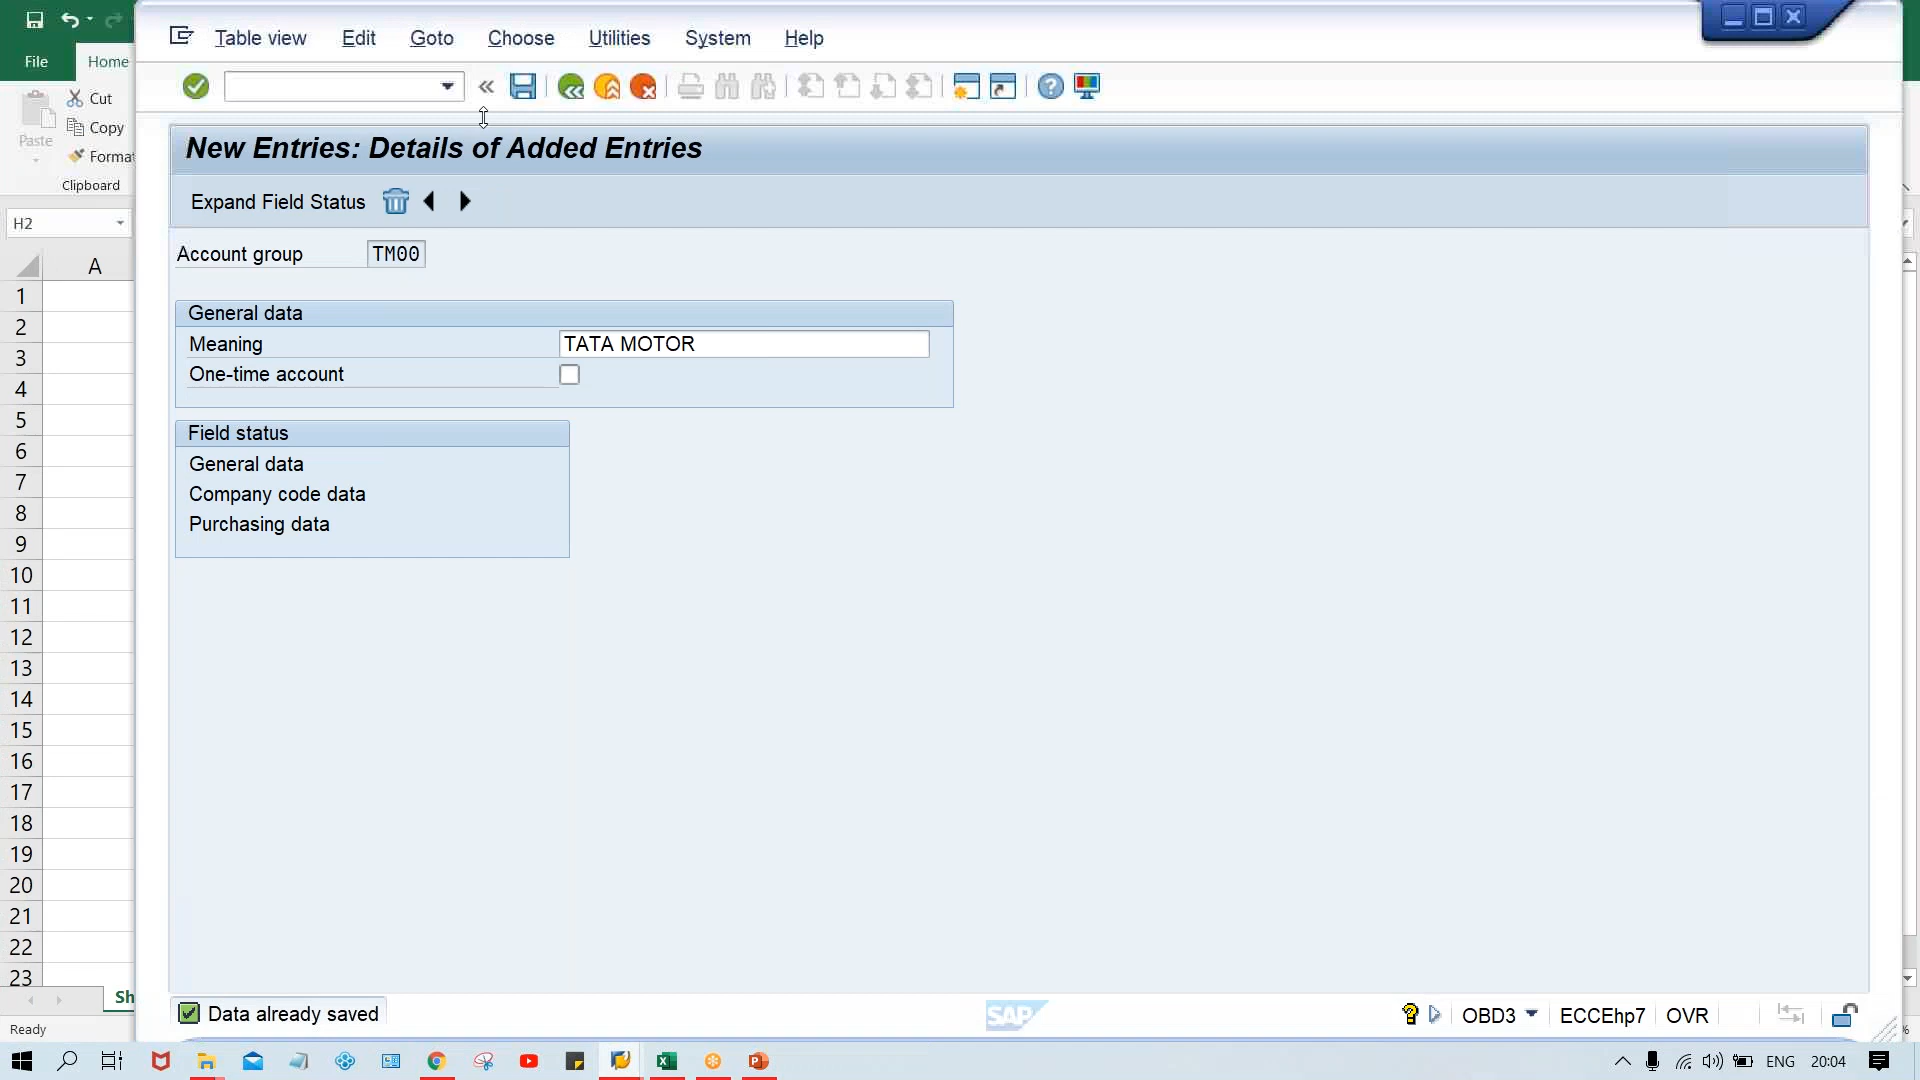 Table view Edit Goto Choose Utilities System Help
File Home
Cut
Copy
Paste
Format
Clipboard
New Entries: Details of Added Entries
Expand Field Status
H2
Account group TM00
A
General data
Meaning TATA MOTOR
One-time account
Field status
General data
Company code data
Purchasing data
1
2
3
4
5
6
7
8
9
10
11
12
13
14
15
16
17
18
19
20
21
22
23
Sh
Data already saved
SAP
OBD3 ECCEhp7 OVR
Ready
%
ENG 20:04